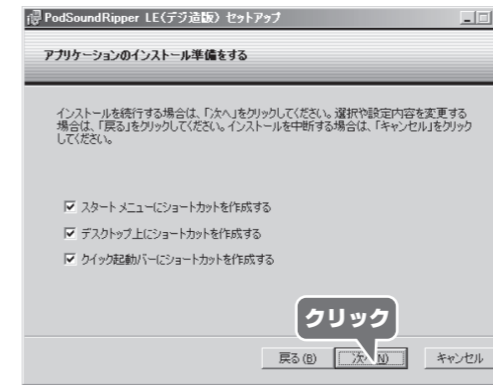 PodSoundRipper LE(デジ造版) セットアップ
アプリケーションのインストール準備をする
インストールを続行する場合は、「次へ」をクリックしてください。選択や設定内容を変更する
場合は、「戻る」をクリックしてください。インストールを中断する場合は、「キャンセル」をクリック
してください。
スタート メニューにショートカットを作成する
デスクトップ上にショートカットを作成する
クイック起動バーにショートカットを作成する
クリック
戻る(B) 次 N) キャンセル